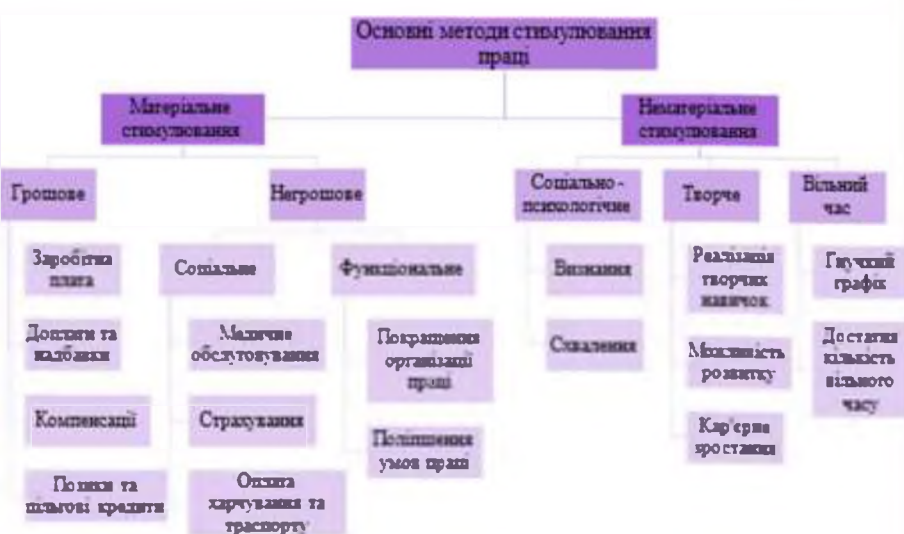 Основні методи стимулювання
праці
Матеріальне
стимулювання
Нематеріальне
стимулювання
Грошове
Негрошове
Соціально-
психологічне
Творче
Вільний
час
Заробітна
плата
Доплати та
надбавки
Компенсації
Позики та
пільгові кредити
Соціальне
Медичне
обслуговування
Страхування
Оплата
харчування та
траспорту
Функціональне
Покращення
організації
праці
Поліпшення
умов праці
Визнання
Схвалення
Реалізація
творчих
навичок
Можливість
розвитку
Кар'єрне
зростання
Гнучкий
графік
Достатня
кількість
вільного
часу